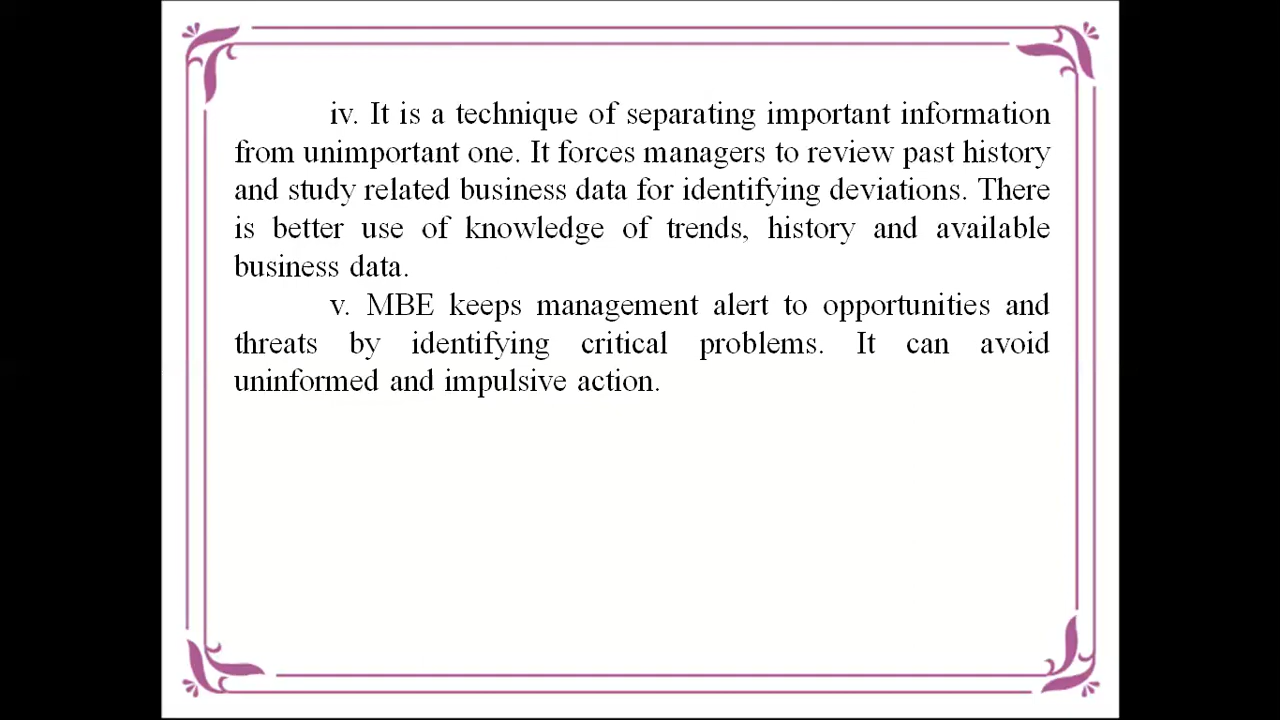 iv. It is a technique of separating important information
from unimportant one. It forces managers to review past history
and study related business data for identifying deviations. There
is better use of knowledge of trends, history and available
business data.
v. MBE keeps management alert to opportunities and
threats by identifying critical problems. It can avoid
uninformed and impulsive action.